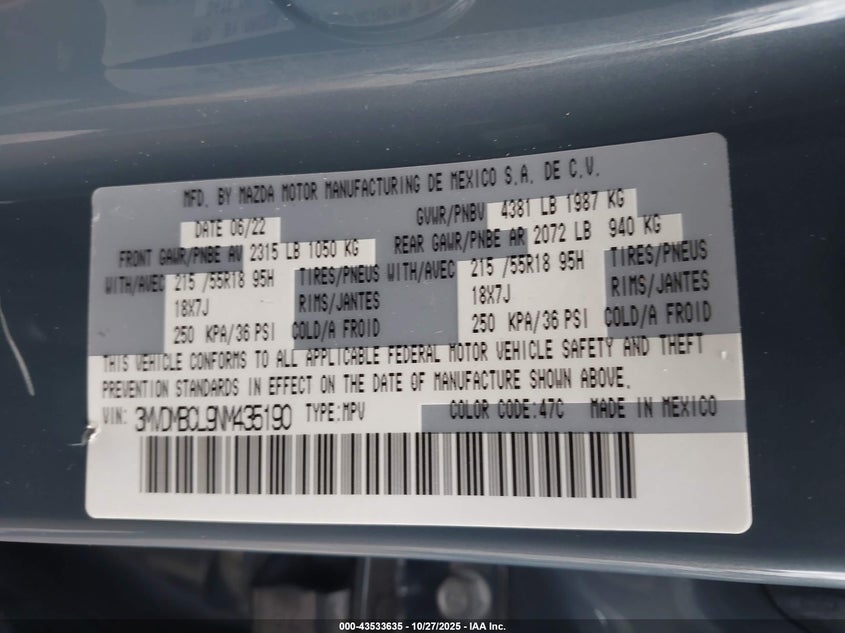 MFD. BY MAZDA MOTOR MANUFACTURING DE MEXICO S.A. DE C.V.
DATE 06/22 GVWR/PNBV 4381 LB 1987 KG
FRONT GAWR/PNBE AV 2315 LB 1050 KG REAR GAWR/PNBE AR 2072 LB 940 KG
WITH/AVEC 215 /55R18 95H TIRES/PNEUS WITH/AVEC 215 /55R18 95H TIRES/PNEUS
18X7J RIMS/JANTES 18X7J RIMS/JANTES
250 KPA/36 PSI COLD/A FROID 250 KPA/36 PSI COLD/A FROID
THIS VEHICLE CONFORMS TO ALL APPLICABLE FEDERAL MOTOR VEHICLE SAFETY AND THEFT
PREVENTION STANDARDS IN EFFECT ON THE DATE OF MANUFACTURE SHOWN ABOVE.
VIN: 3MVDMBCL9NM435190 TYPE:MPV COLOR CODE:47C MADE IN MEXICO
000-43533635 - 10/27/2025 - IAA Inc.